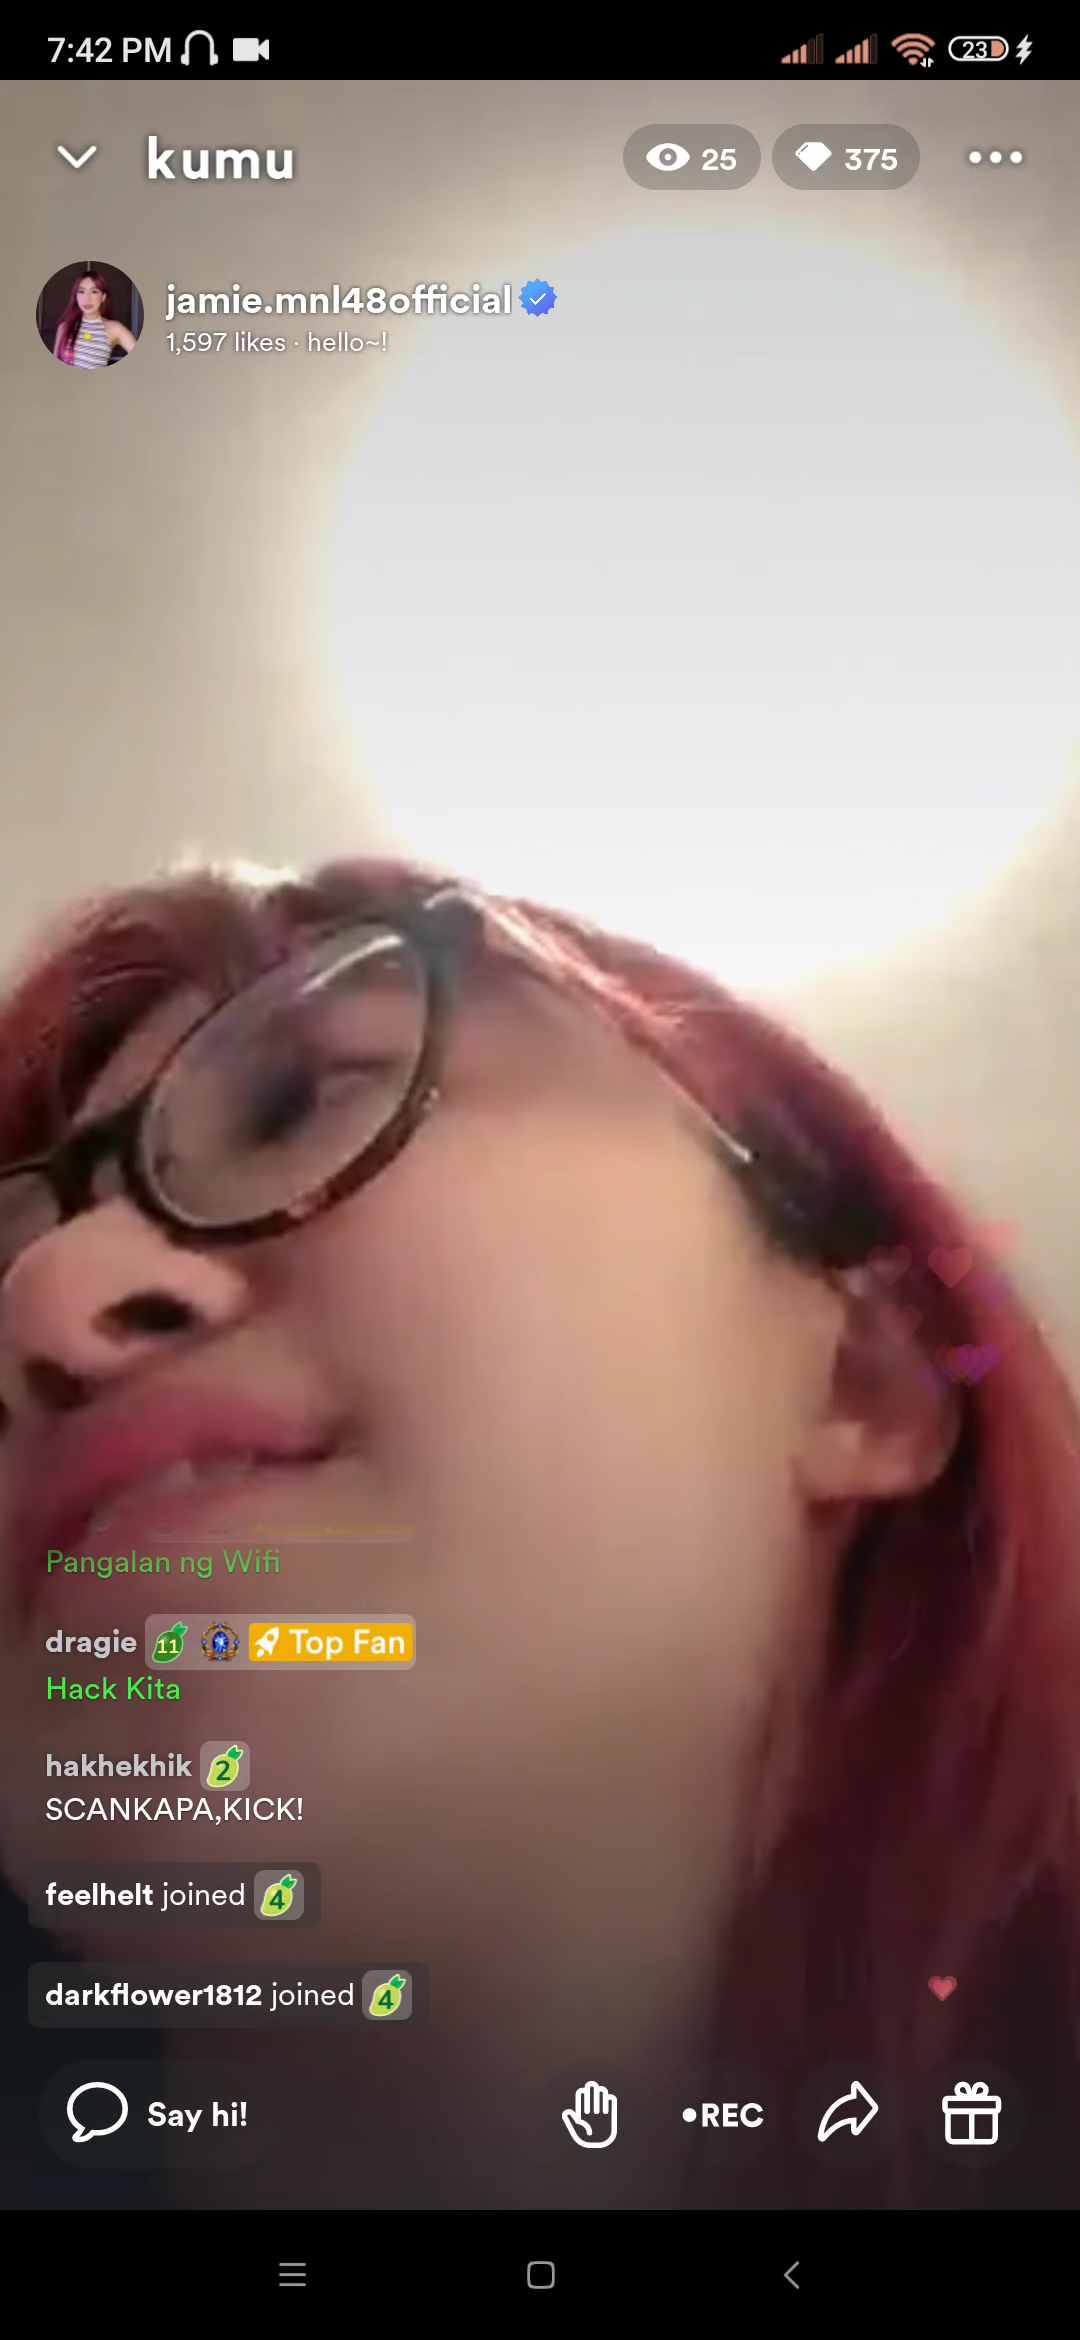 7:42 PM
23
kumu
25
375
jamie.mnl48official
1,597 likes · hello~!
Pangalan ng Wifi
dragie 11 Top Fan
Hack Kita
hakhekhik 2
SCANKAPA,KICK!
feelhelt joined 4
darkflower1812 joined 4
Say hi!
•REC